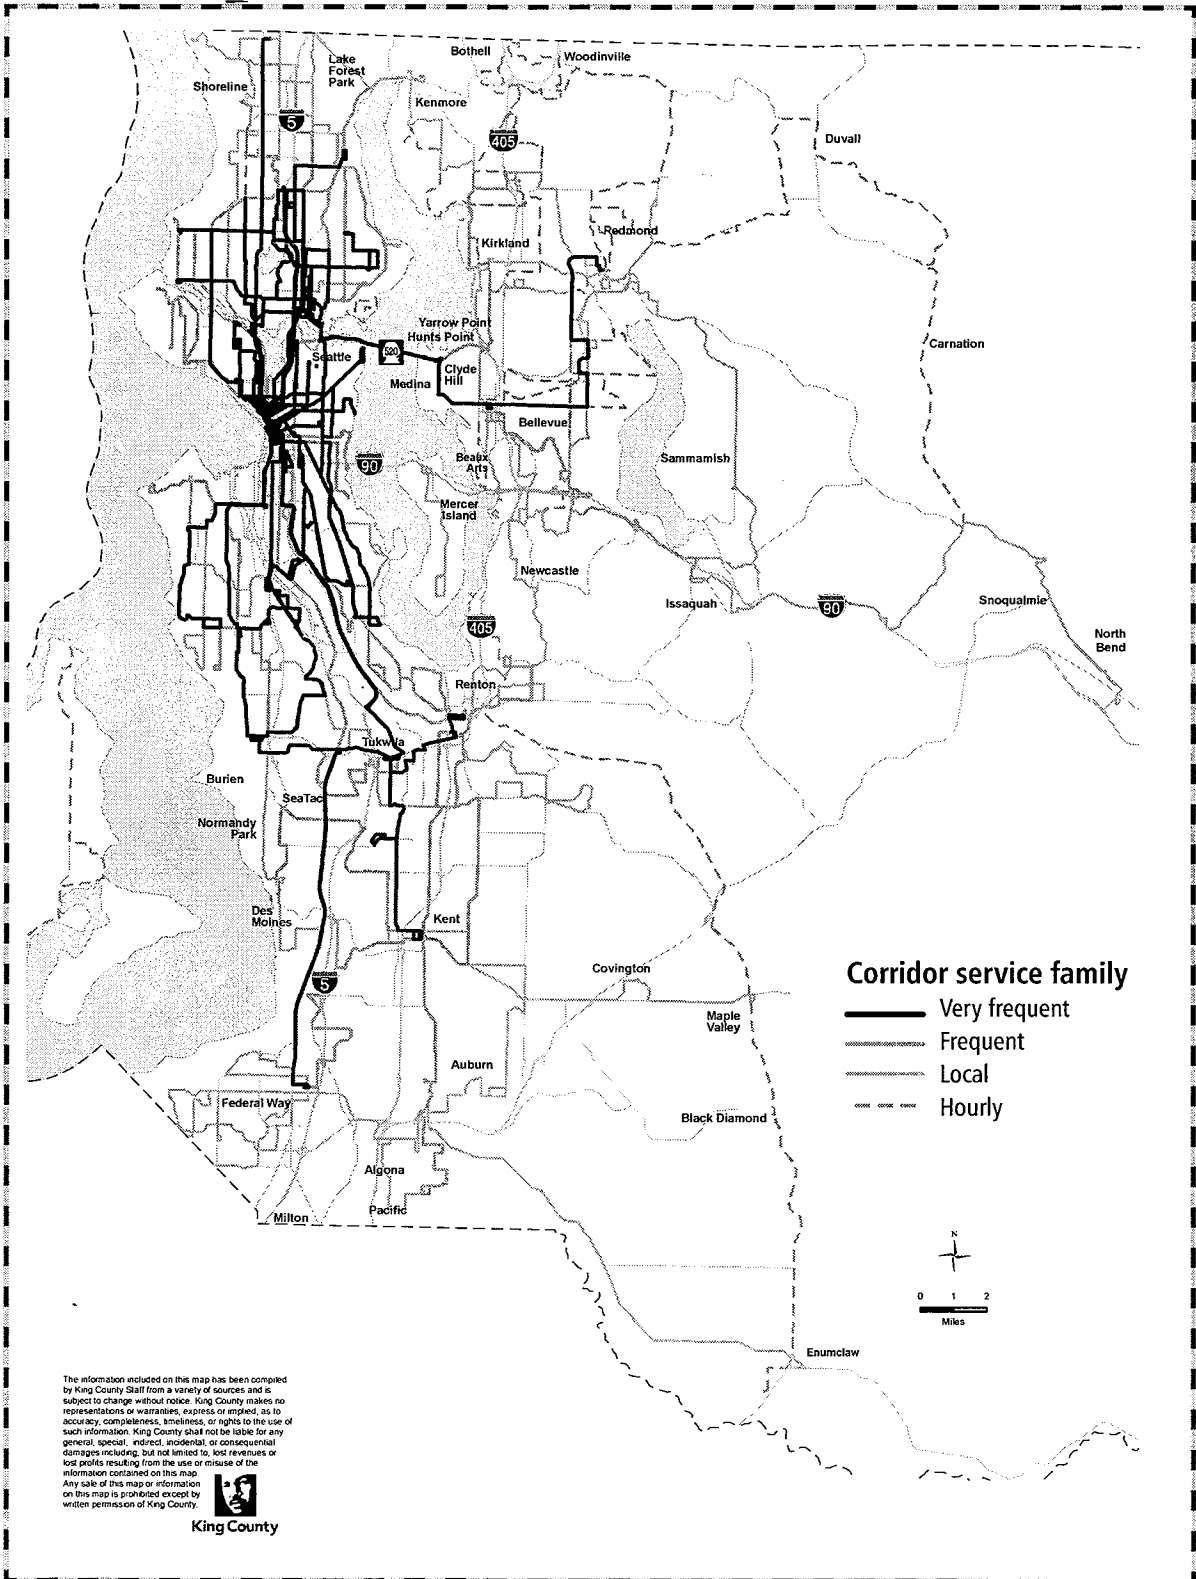 Bothell
Woodinville
Lake
Forest
Park
Shoreline
Kenmore
5
405
Duvall
Kirkland
Redmond
Yarrow Point
Hunts Point
Carnation
Seattle
520
Medina
Clyde
Hill
Bellevue
90
Beaux
Arts
Sammamish
Mercer
Island
Newcastle
Issaquah
90
Snoqualmie
405
North
Bend
Renton
Tukwila
Burien
SeaTac
Normandy
Park
Des
Moines
Kent
5
Covington
Maple
Valley
Corridor service family
Very frequent
Frequent
Local
Hourly
Auburn
Federal Way
Black Diamond
Algona
Pacific
Milton
N
0 1 2
Miles
Enumclaw
The information included on this map has been compiled
by King County Staff from a variety of sources and is
subject to change without notice. King County makes no
representations or warranties, express or implied, as to
accuracy, completeness, timeliness, or rights to the use of
such information. King County shall not be liable for any
general, special, indirect, incidental, or consequential
damages including, but not limited to, lost revenues or
lost profits resulting from the use or misuse of the
information contained on this map.
Any sale of this map or information
on this map is prohibited except by
written permission of King County.
King County